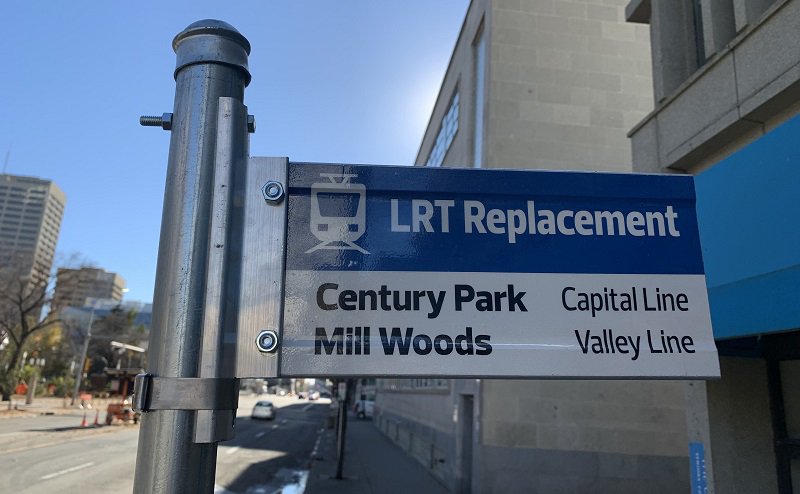 LRT Replacement
Century Park Capital Line
Mill Woods Valley Line